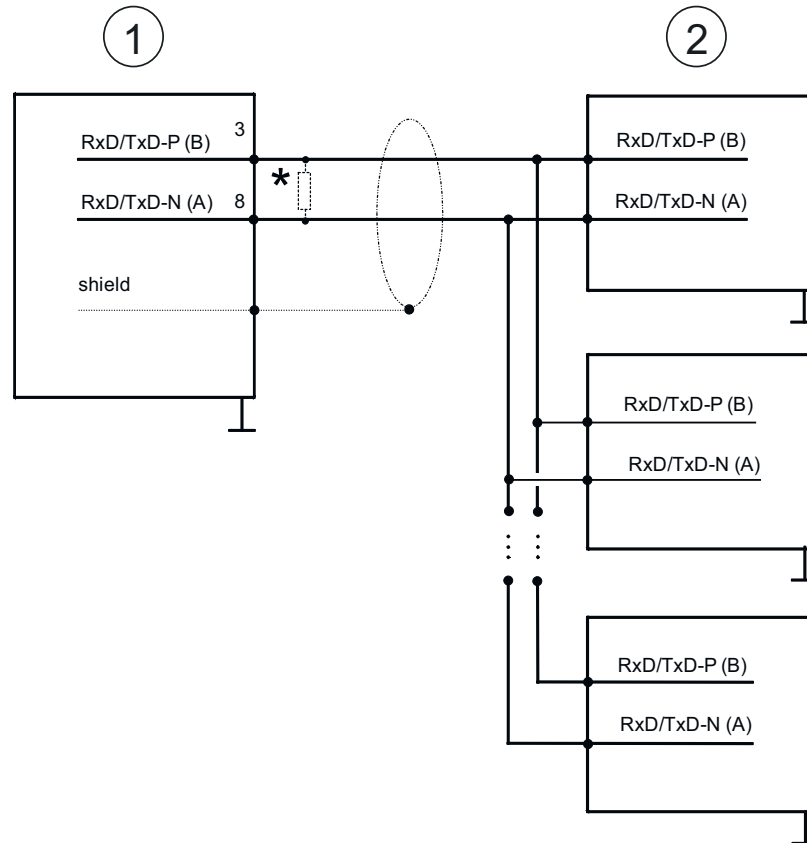 1
2
RxD/TxD-P (B) 3
RxD/TxD-N (A) 8
shield
*
RxD/TxD-P (B)
RxD/TxD-N (A)
RxD/TxD-P (B)
RxD/TxD-N (A)
RxD/TxD-P (B)
RxD/TxD-N (A)